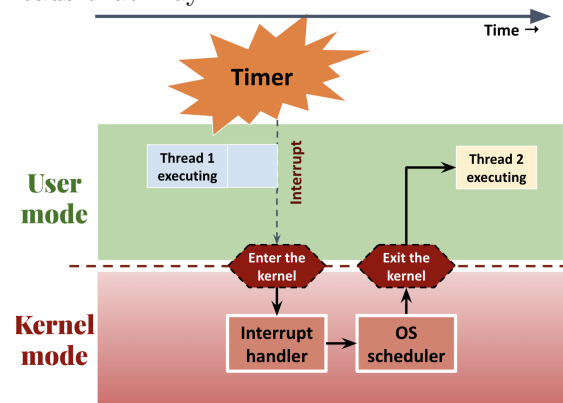 Time →
Timer
Thread 1
executing
Interrupt
Thread 2
executing
User
mode
Enter the
kernel
Exit the
kernel
Kernel
mode
Interrupt
handler
OS
scheduler